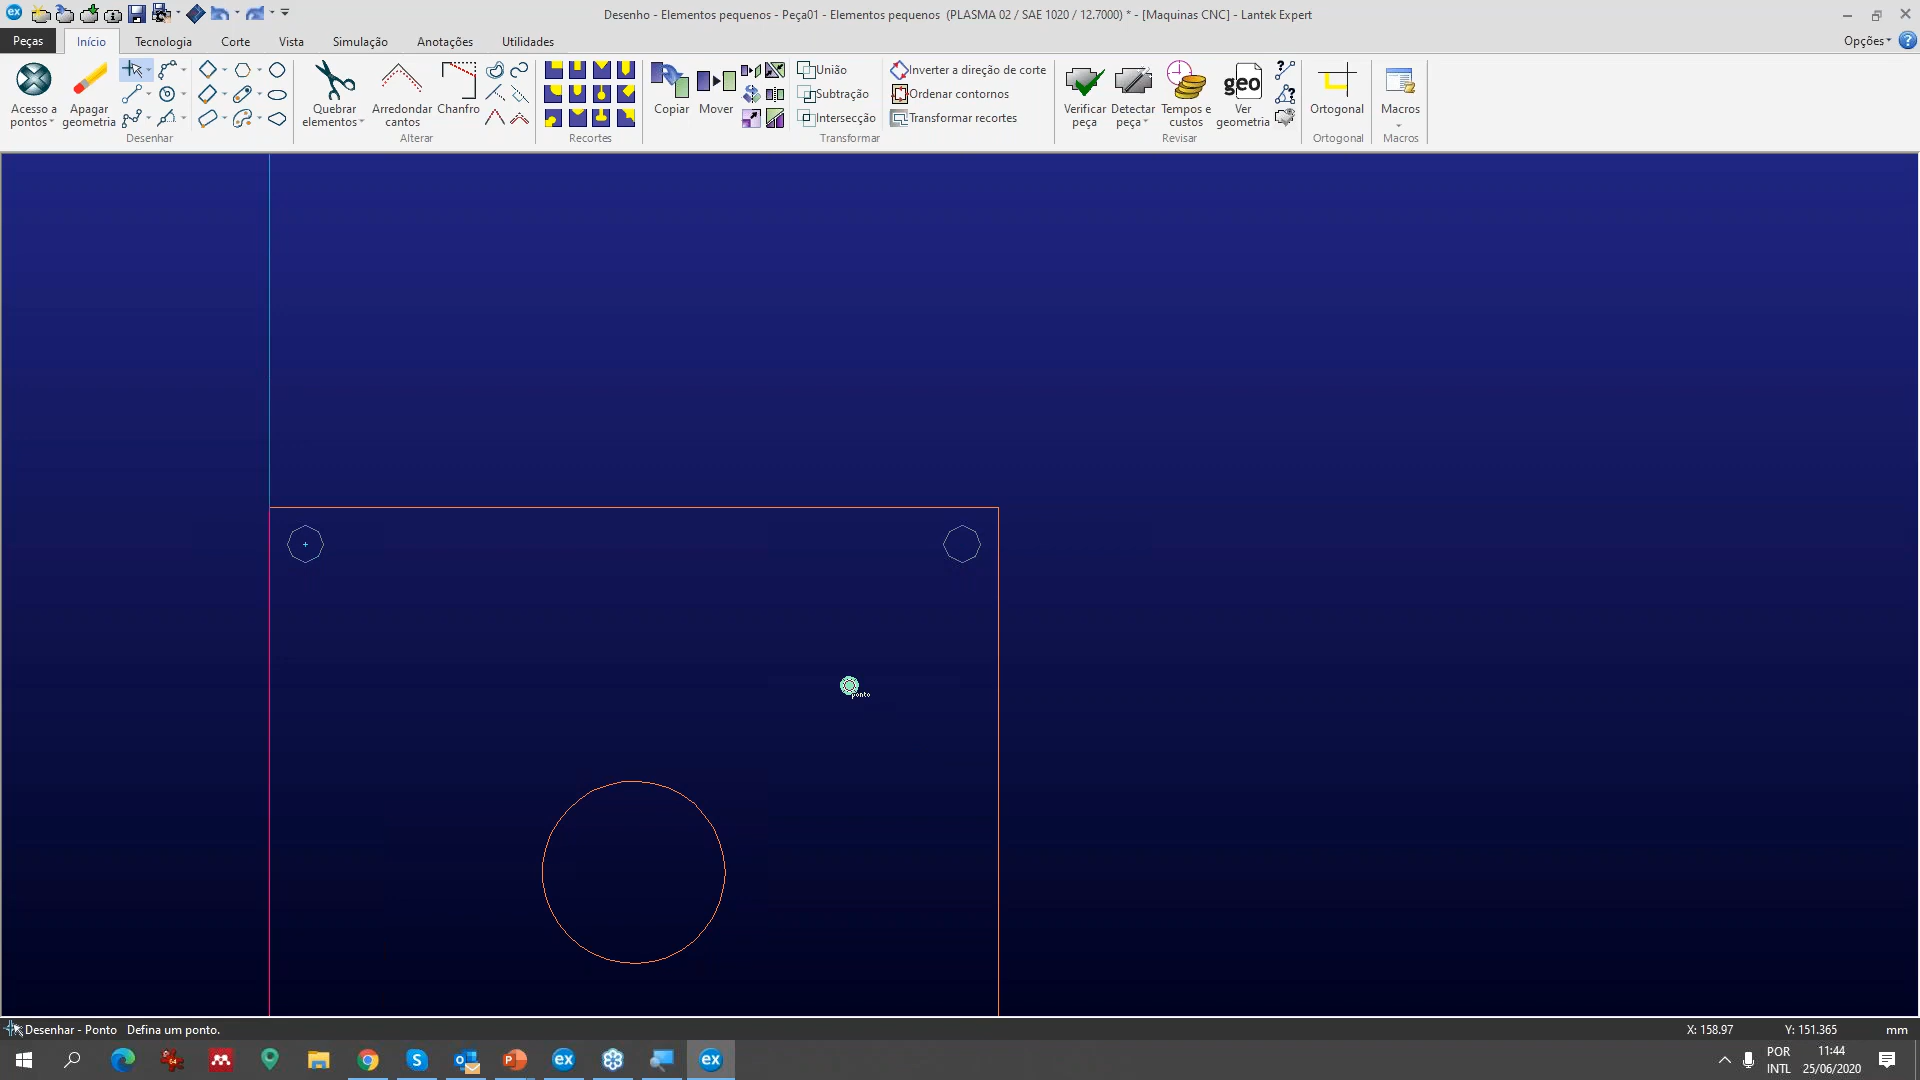 Desenho - Elementos pequenos - Peça01 - Elementos pequenos (PLASMA 02 / SAE 1020 / 12.7000) * - [Maquinas CNC] - Lantek Expert
Peças Início Tecnologia Corte Vista Simulação Anotações Utilidades Opções
Acesso a pontos
Apagar geometria
Desenhar
Quebrar elementos
Arredondar cantos
Chanfro
Alterar
Recortes
Copiar
Mover
União
Subtração
Intersecção
Inverter a direção de corte
Ordenar contornos
Transformar recortes
Transformar
Verificar peça
Detectar peça
Tempos e custos
geo
Ver geometria
Revisar
Ortogonal
Ortogonal
Macros
Macros
ponto
Desenhar - Ponto Defina um ponto. X: 158.97 Y: 151.365 mm
POR
INTL
11:44
25/06/2020